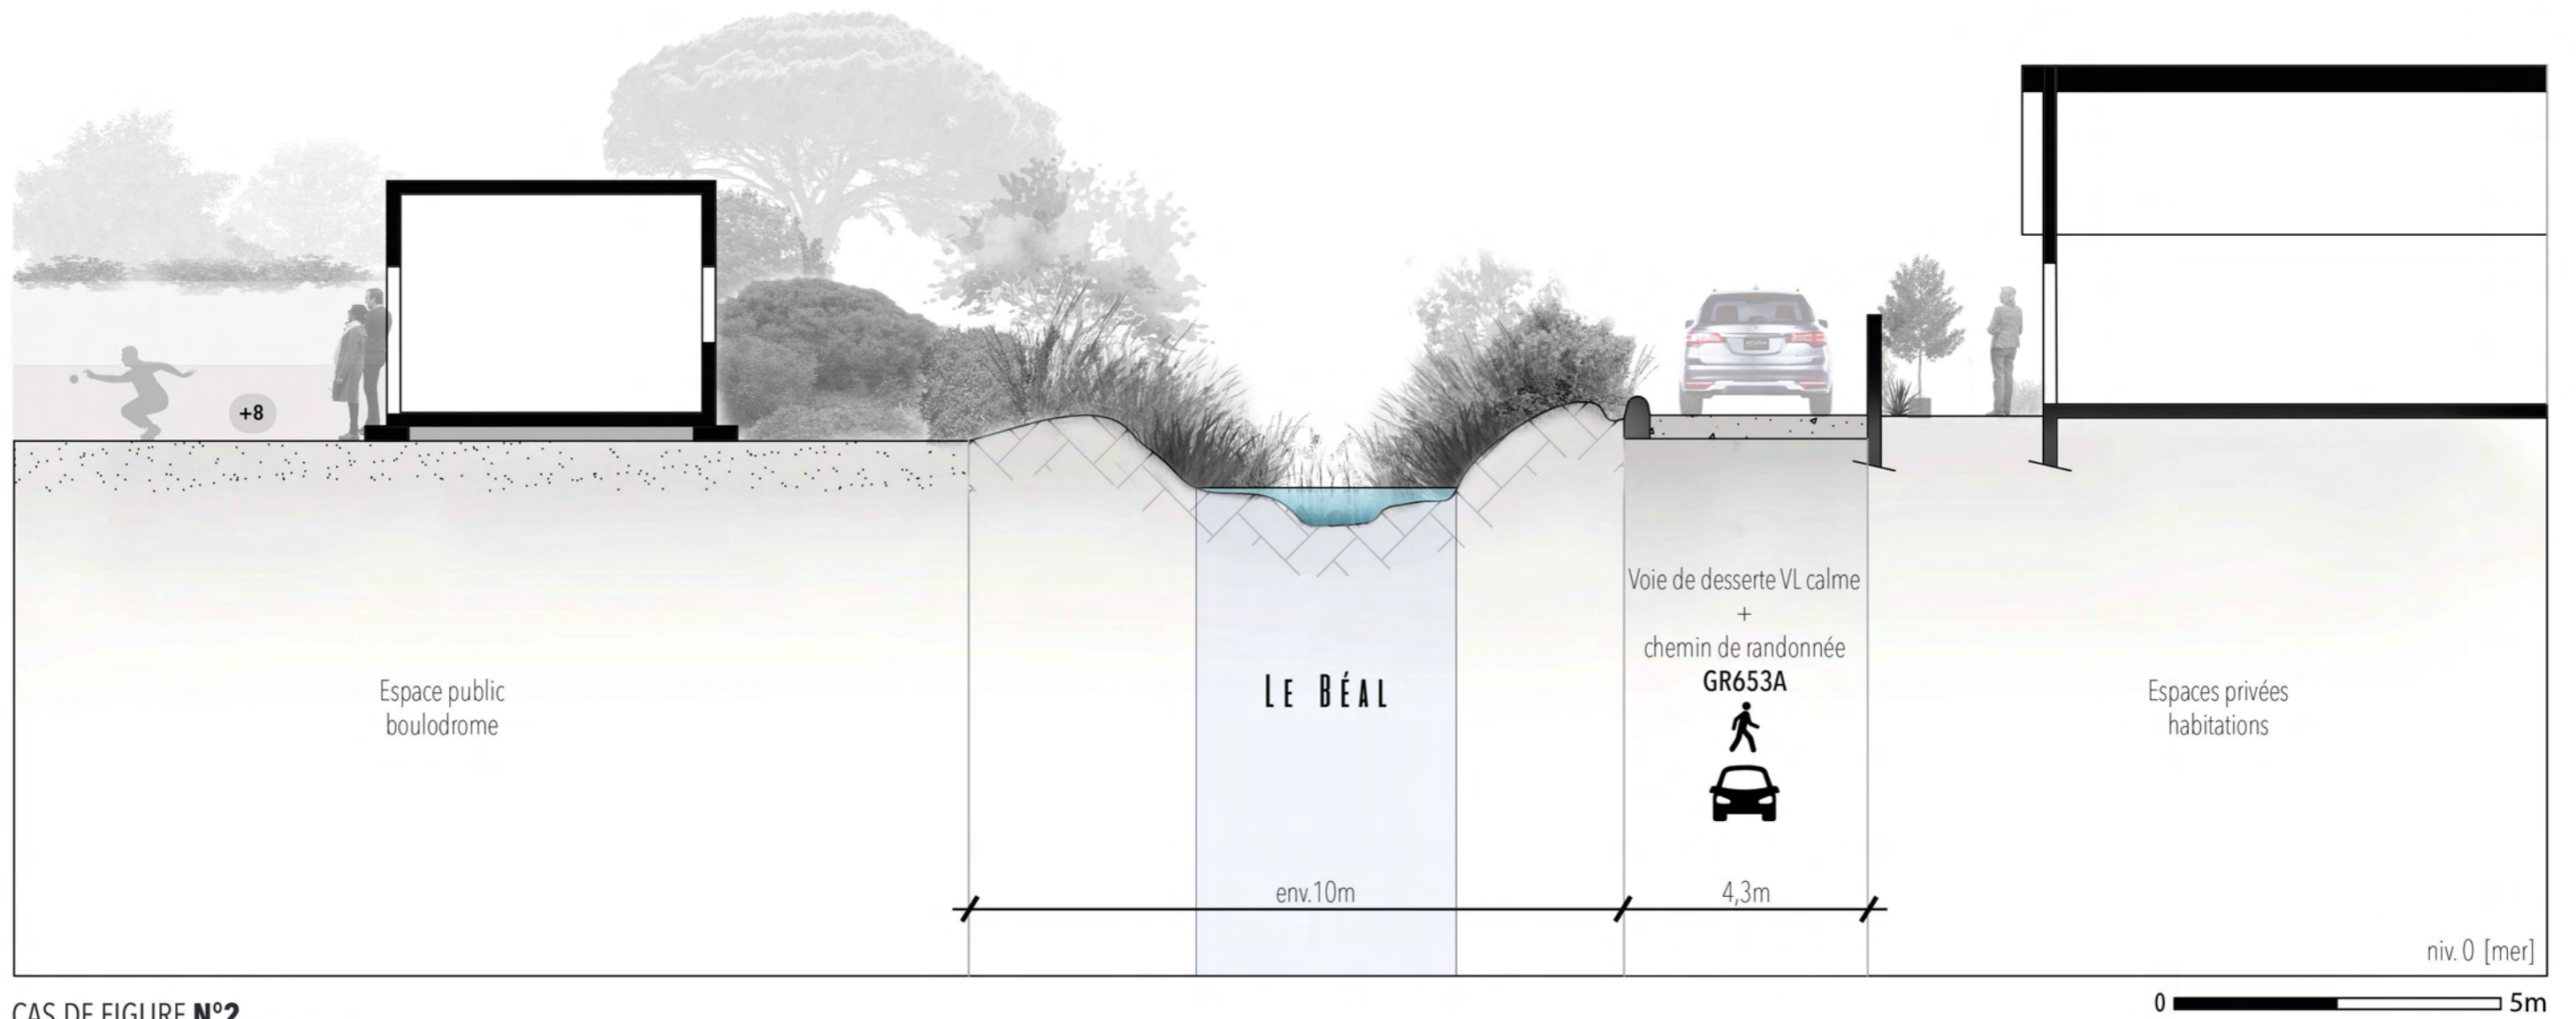 +8
Voie de desserte VL calme
+
chemin de randonnée
GR653A
Espace public
boulodrome
LE BÉAL
Espaces privées
habitations
env.10m
4,3m
niv. 0 [mer]
CAS DE FIGURE N°2
0 5m